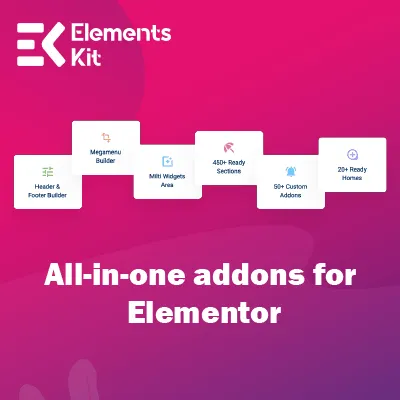 Elements
Kit
Header &
Footer Builder
Megamenu
Builder
Milti Widgets
Area
450+ Ready
Sections
50+ Custom
Addons
20+ Ready
Homes
All-in-one addons for
Elementor